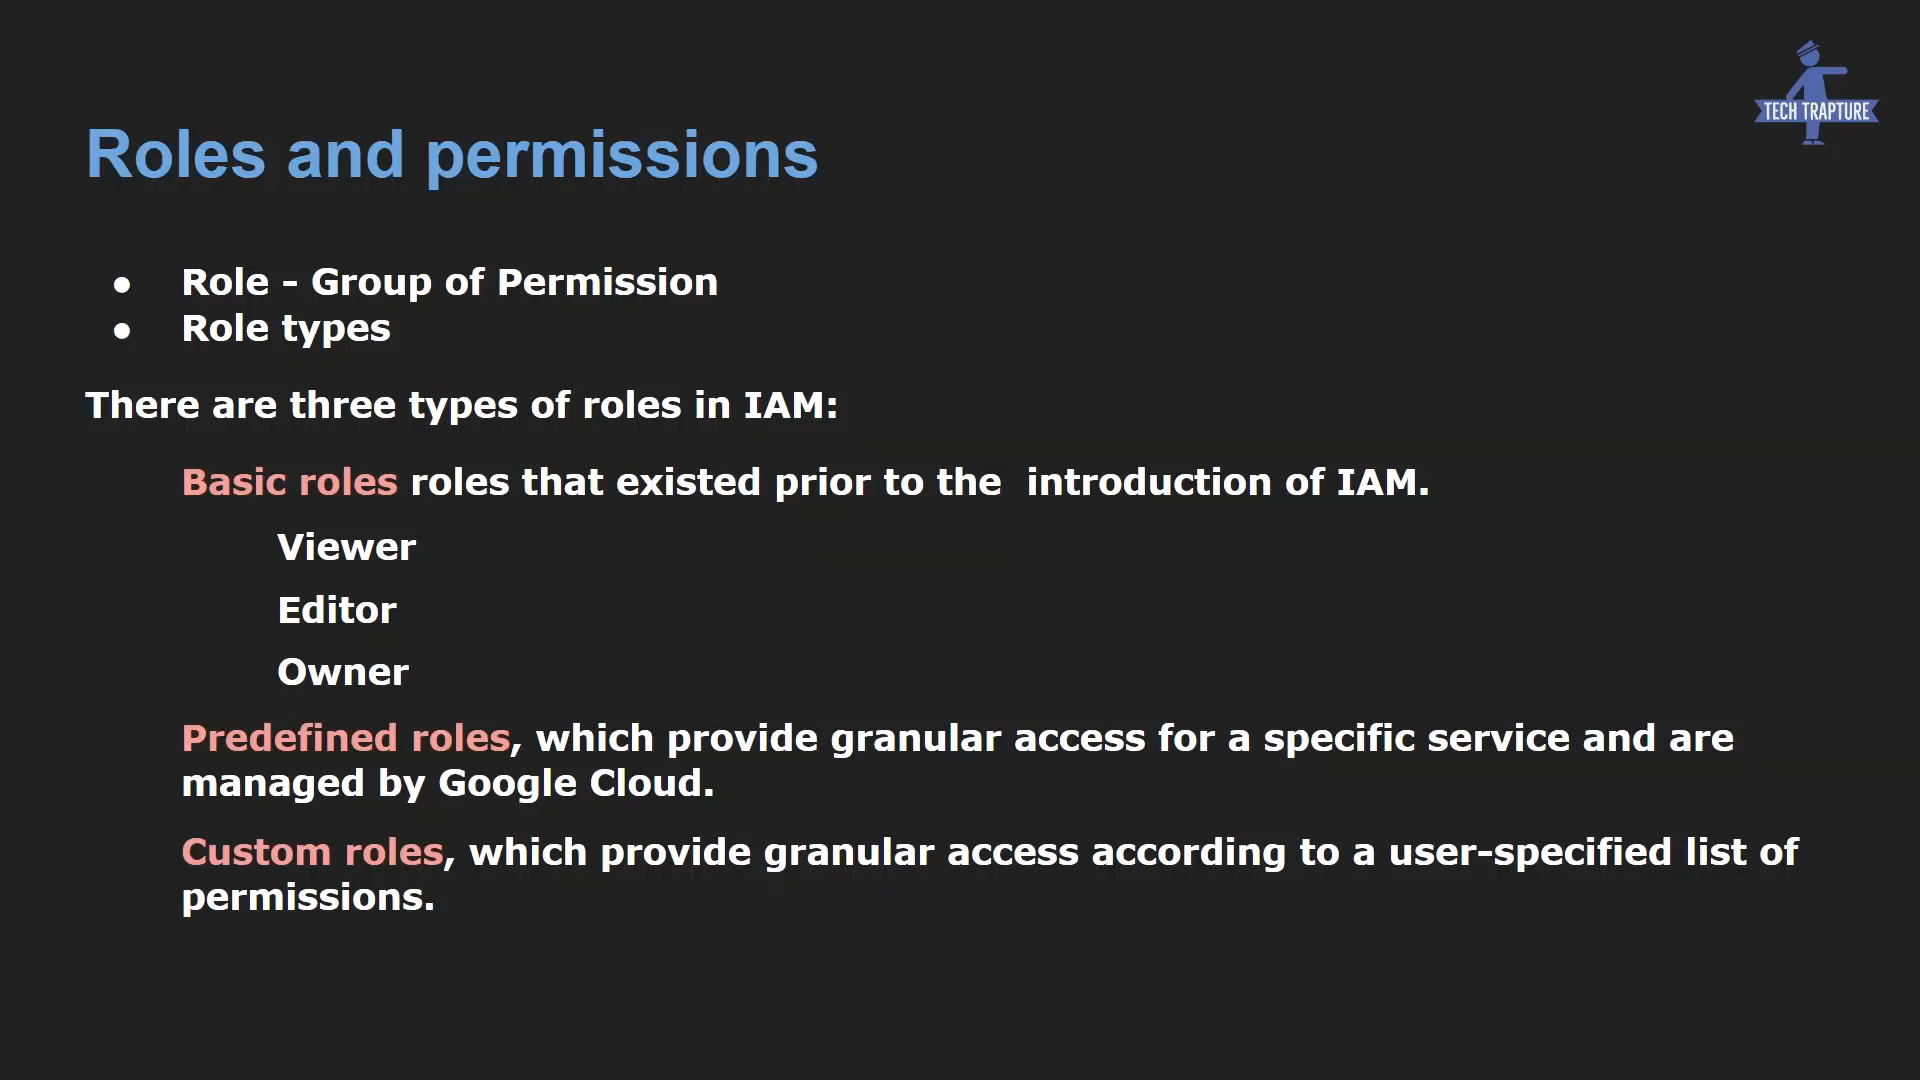 TECH TRAPTURE
Roles and permissions
● Role - Group of Permission
● Role types
There are three types of roles in IAM:
Basic roles roles that existed prior to the  introduction of IAM.
Viewer
Editor
Owner
Predefined roles, which provide granular access for a specific service and are
managed by Google Cloud.
Custom roles, which provide granular access according to a user-specified list of
permissions.